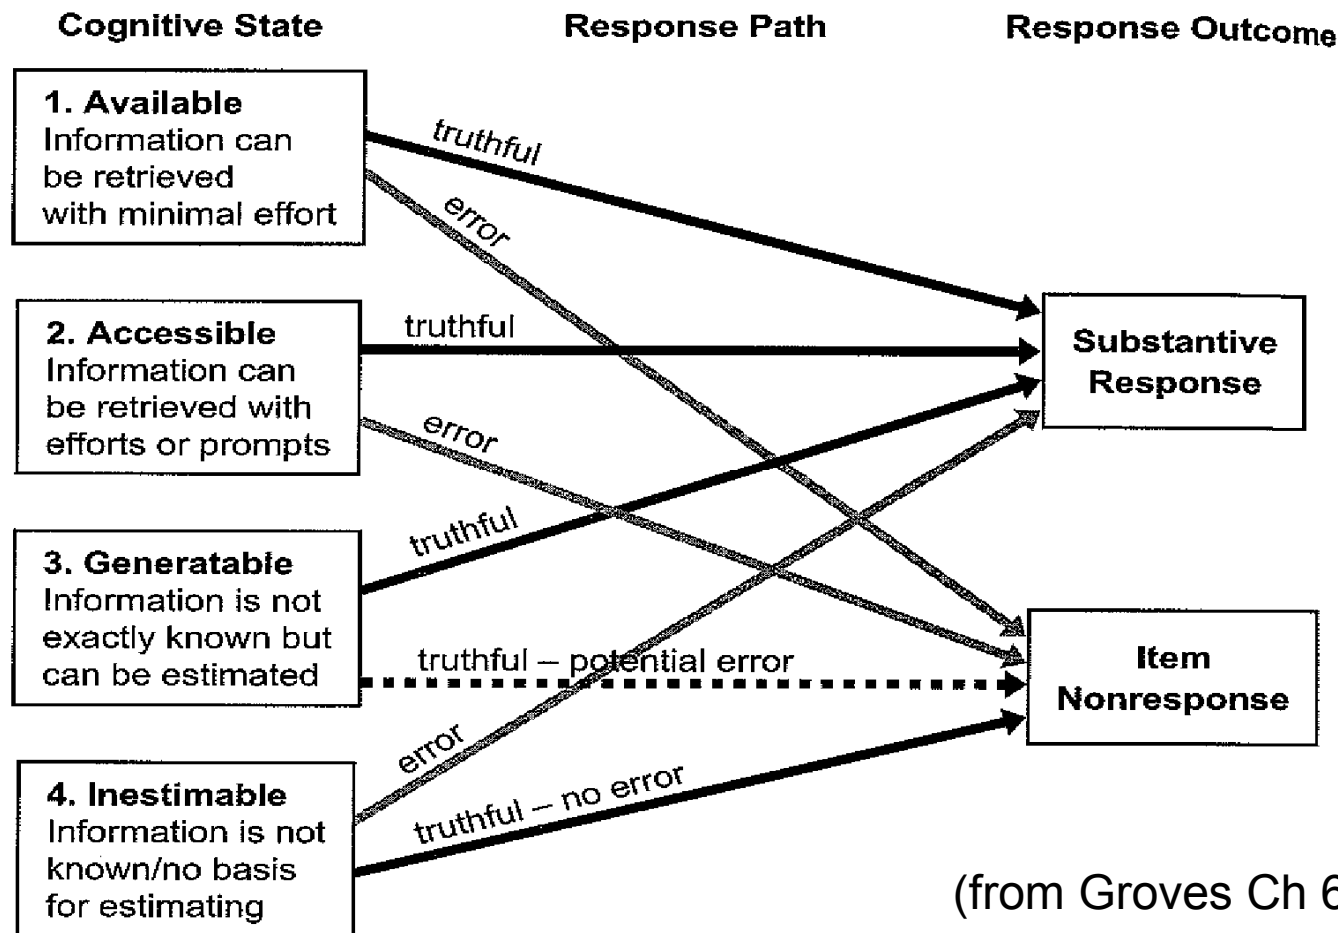 Cognitive State
Response Path
Response Outcome
1. Available
Information can
be retrieved
with minimal effort
truthful
error
2. Accessible
Information can
be retrieved with
efforts or prompts
truthful
error
3. Generatable
Information is not
exactly known but
can be estimated
truthful
truthful – potential error
4. Inestimable
Information is not
known/no basis
for estimating
error
truthful – no error
Substantive
Response
Item
Nonresponse
(from Groves Ch 6